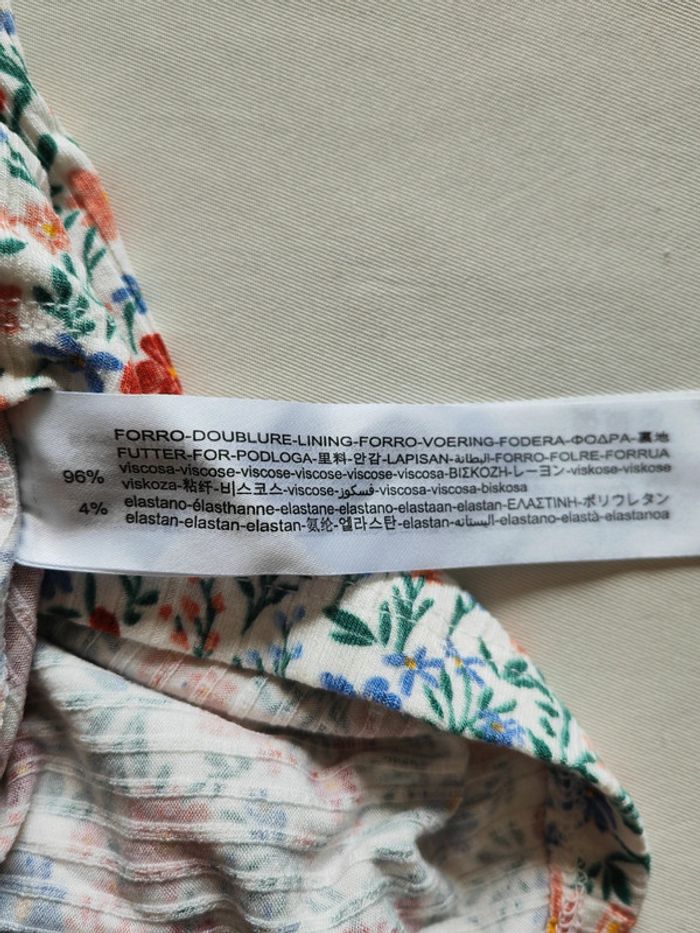 FORRO-DOUBLURE-LINING-FORRO-VOERING-FODERA-ΦΟΔΡΑ-裏地
FUTTER-FOR-PODLOGA-里料-안감-LAPISAN-البطانة-FORRO-FOLRE-FORRUA
96% viscosa-viscose-viscose-viscose-viscose-viscosa-ΒΙΣΚΟΖΗ-レーヨン-viskose-viskose
viskoza-粘纤-비스코스-viscose-فسكوز-viscosa-viscosa-biskosa
4% elastano-élasthanne-elastane-elastano-elastaan-elastan-ΕΛΑΣΤΙΝΗ-ポリウレタン
elastan-elastan-elastan-氨纶-엘라스탄-elastan-اليستانه-elastano-elastà-elastanoa